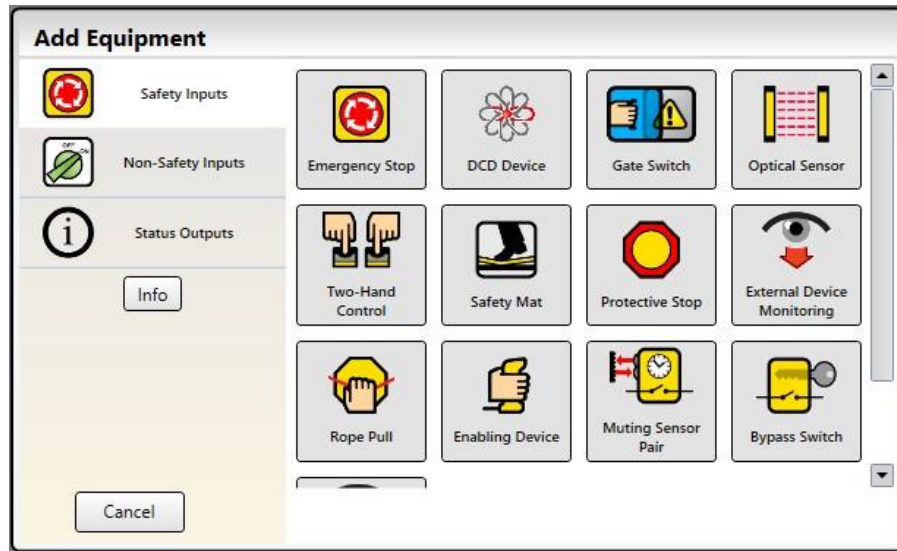 Add Equipment
Safety Inputs
OFF
ON
Non-Safety Inputs
i
Status Outputs
Info
Cancel
Emergency Stop
DCD Device
Gate Switch
Optical Sensor
Two-Hand
Control
Safety Mat
Protective Stop
External Device
Monitoring
Rope Pull
Enabling Device
Muting Sensor
Pair
Bypass Switch